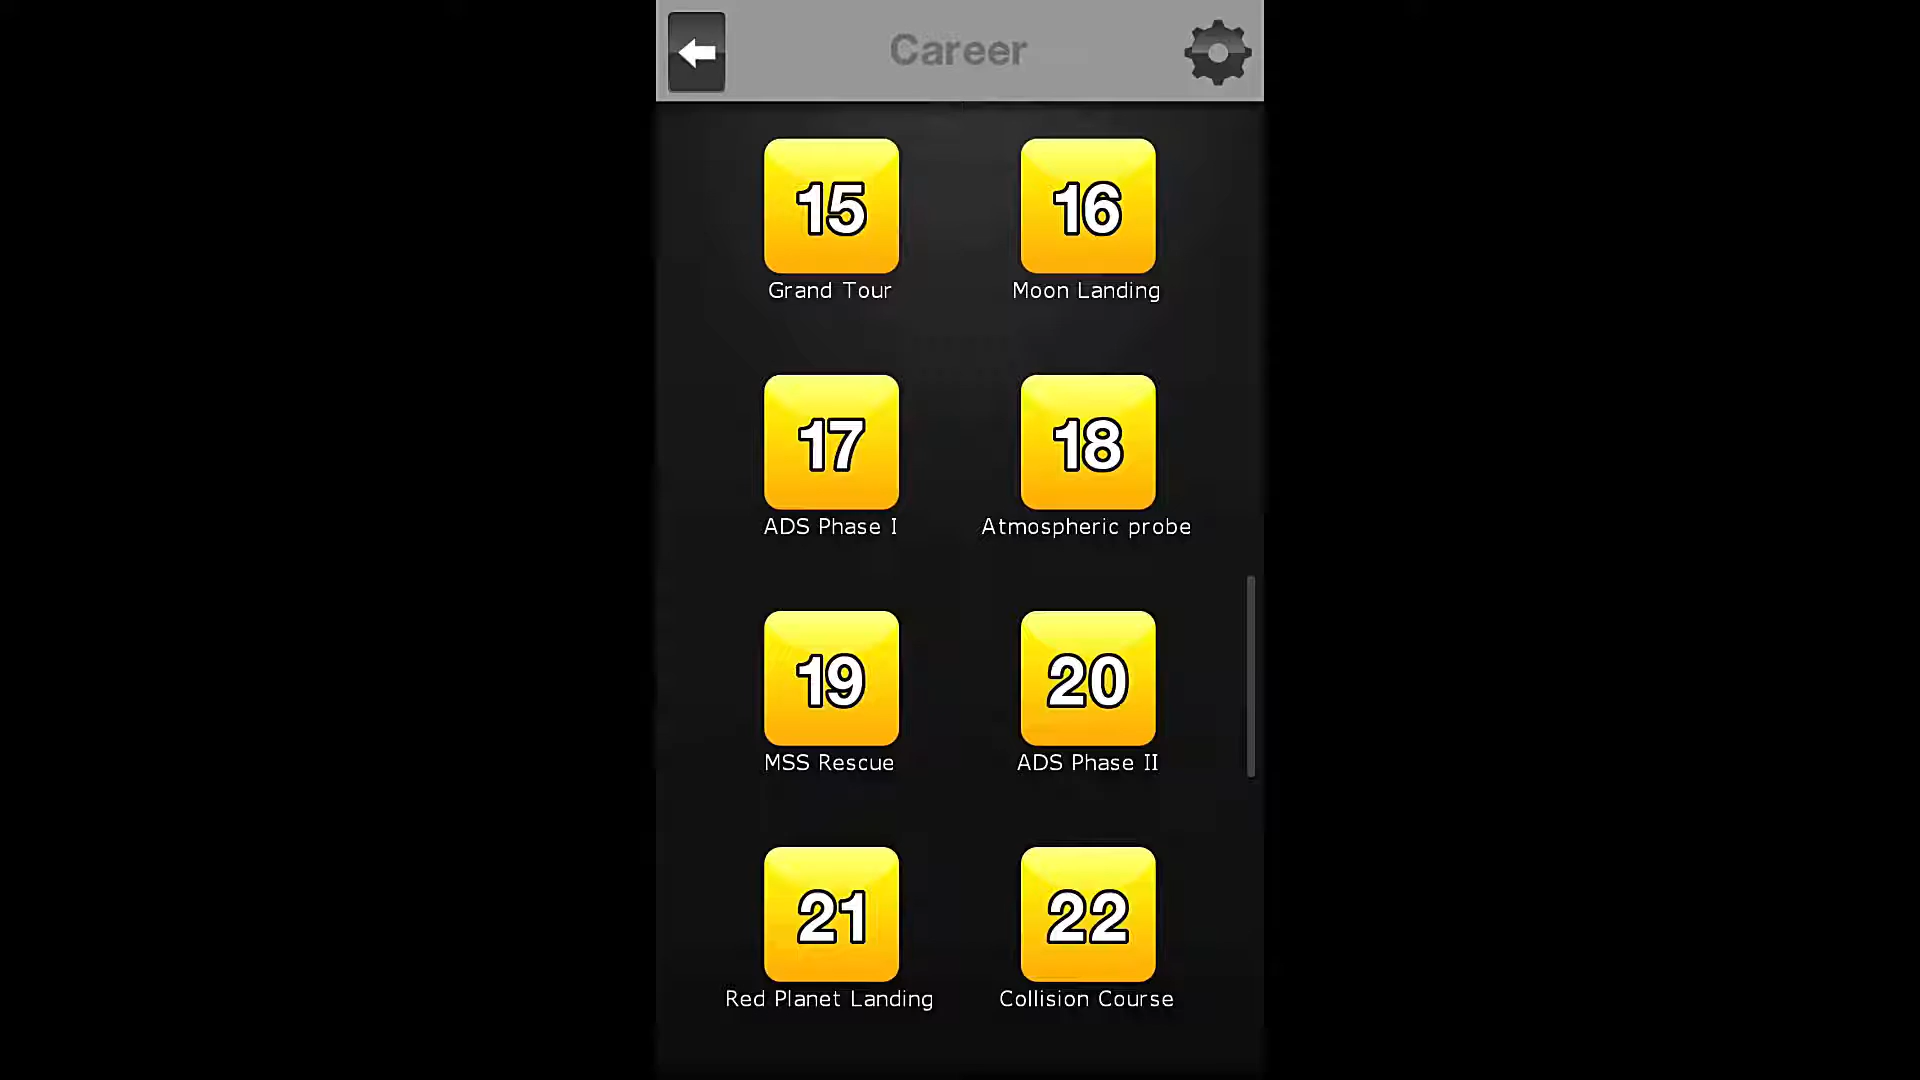 Career
15 16
Grand Tour Moon Landing
17 18
ADS Phase I Atmospheric probe
19 20
MSS Rescue ADS Phase II
21 22
Red Planet Landing Collision Course